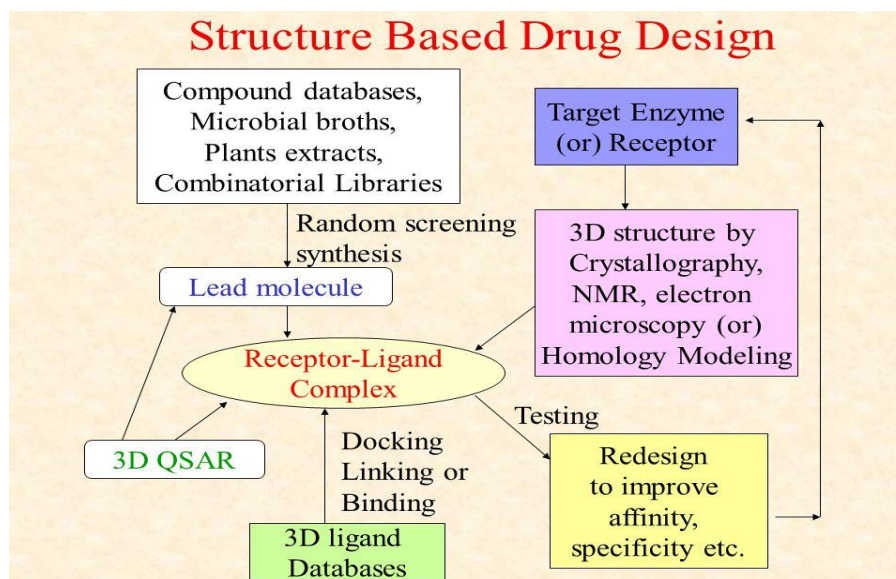 Structure Based Drug Design
Compound databases,
Microbial broths,
Plants extracts,
Combinatorial Libraries
Target Enzyme
(or) Receptor
Random screening
synthesis
3D structure by
Crystallography,
NMR, electron
microscopy (or)
Homology Modeling
Lead molecule
Receptor-Ligand
Complex
Testing
3D QSAR
Docking
Linking or
Binding
Redesign
to improve
affinity,
specificity etc.
3D ligand
Databases